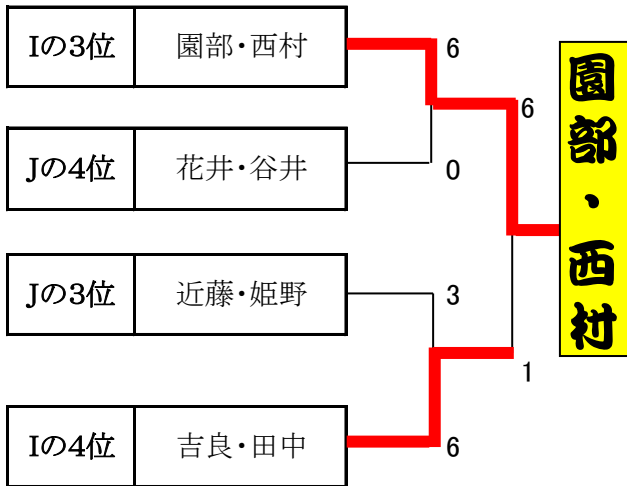 Iの3位 園部・西村 6
6
Jの4位 花井・谷井 0
園部・西村
Jの3位 近藤・姫野 3
1
Iの4位 吉良・田中 6